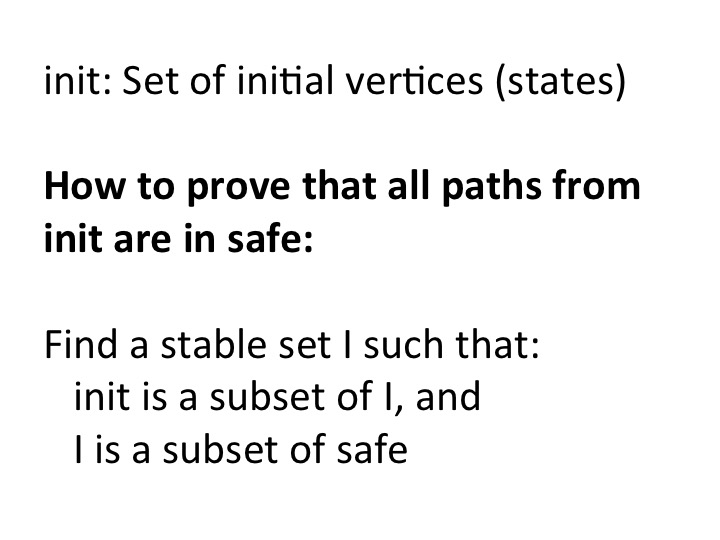 init: Set of initial vertices (states)
How to prove that all paths from
init are in safe:
Find a stable set I such that:
init is a subset of I, and
I is a subset of safe